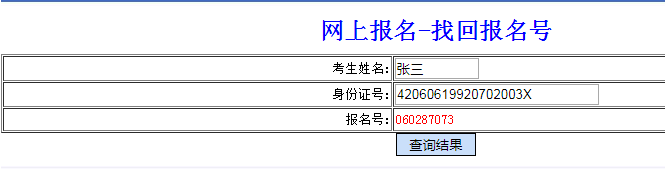 网上报名-找回报名号
考生姓名: 张三
身份证号: 42060619920702003X
报名号: 060287073
查询结果